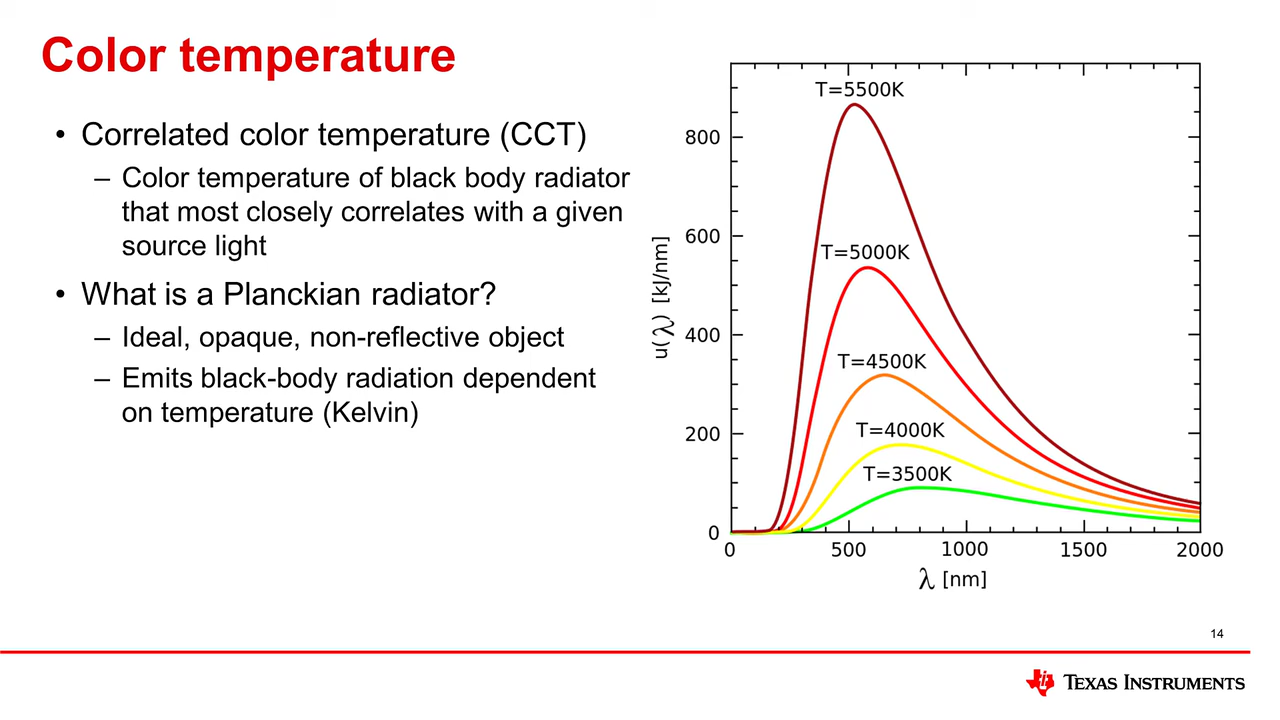 Color temperature
• Correlated color temperature (CCT)
– Color temperature of black body radiator
that most closely correlates with a given
source light
• What is a Planckian radiator?
– Ideal, opaque, non-reflective object
– Emits black-body radiation dependent
on temperature (Kelvin)
u(λ) [kJ/nm]
800
600
400
200
0
T=5500K
T=5000K
T=4500K
T=4000K
T=3500K
0 500 1000 1500 2000
λ [nm]
14
TEXAS INSTRUMENTS